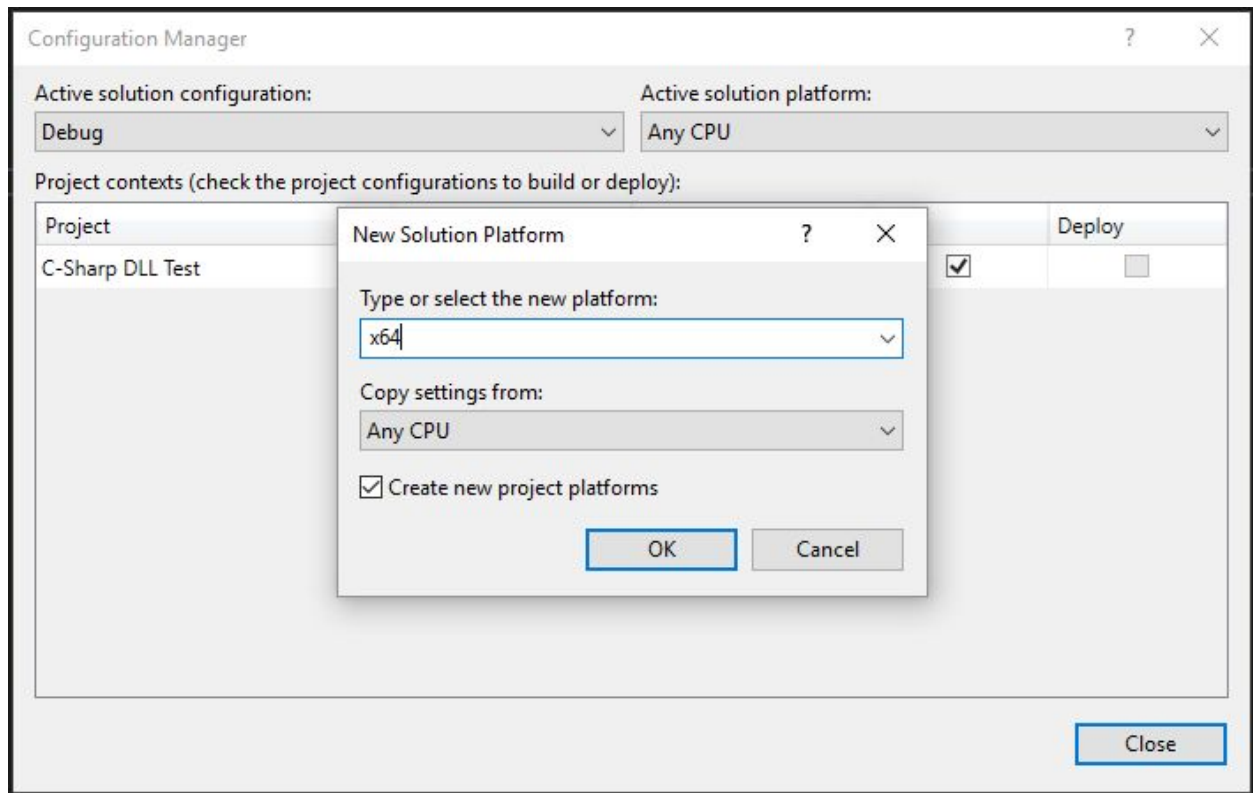 Configuration Manager
Active solution configuration: Active solution platform:
Debug Any CPU
Project contexts (check the project configurations to build or deploy):
Project Deploy
C-Sharp DLL Test
New Solution Platform
Type or select the new platform:
x64
Copy settings from:
Any CPU
Create new project platforms
OK Cancel
Close